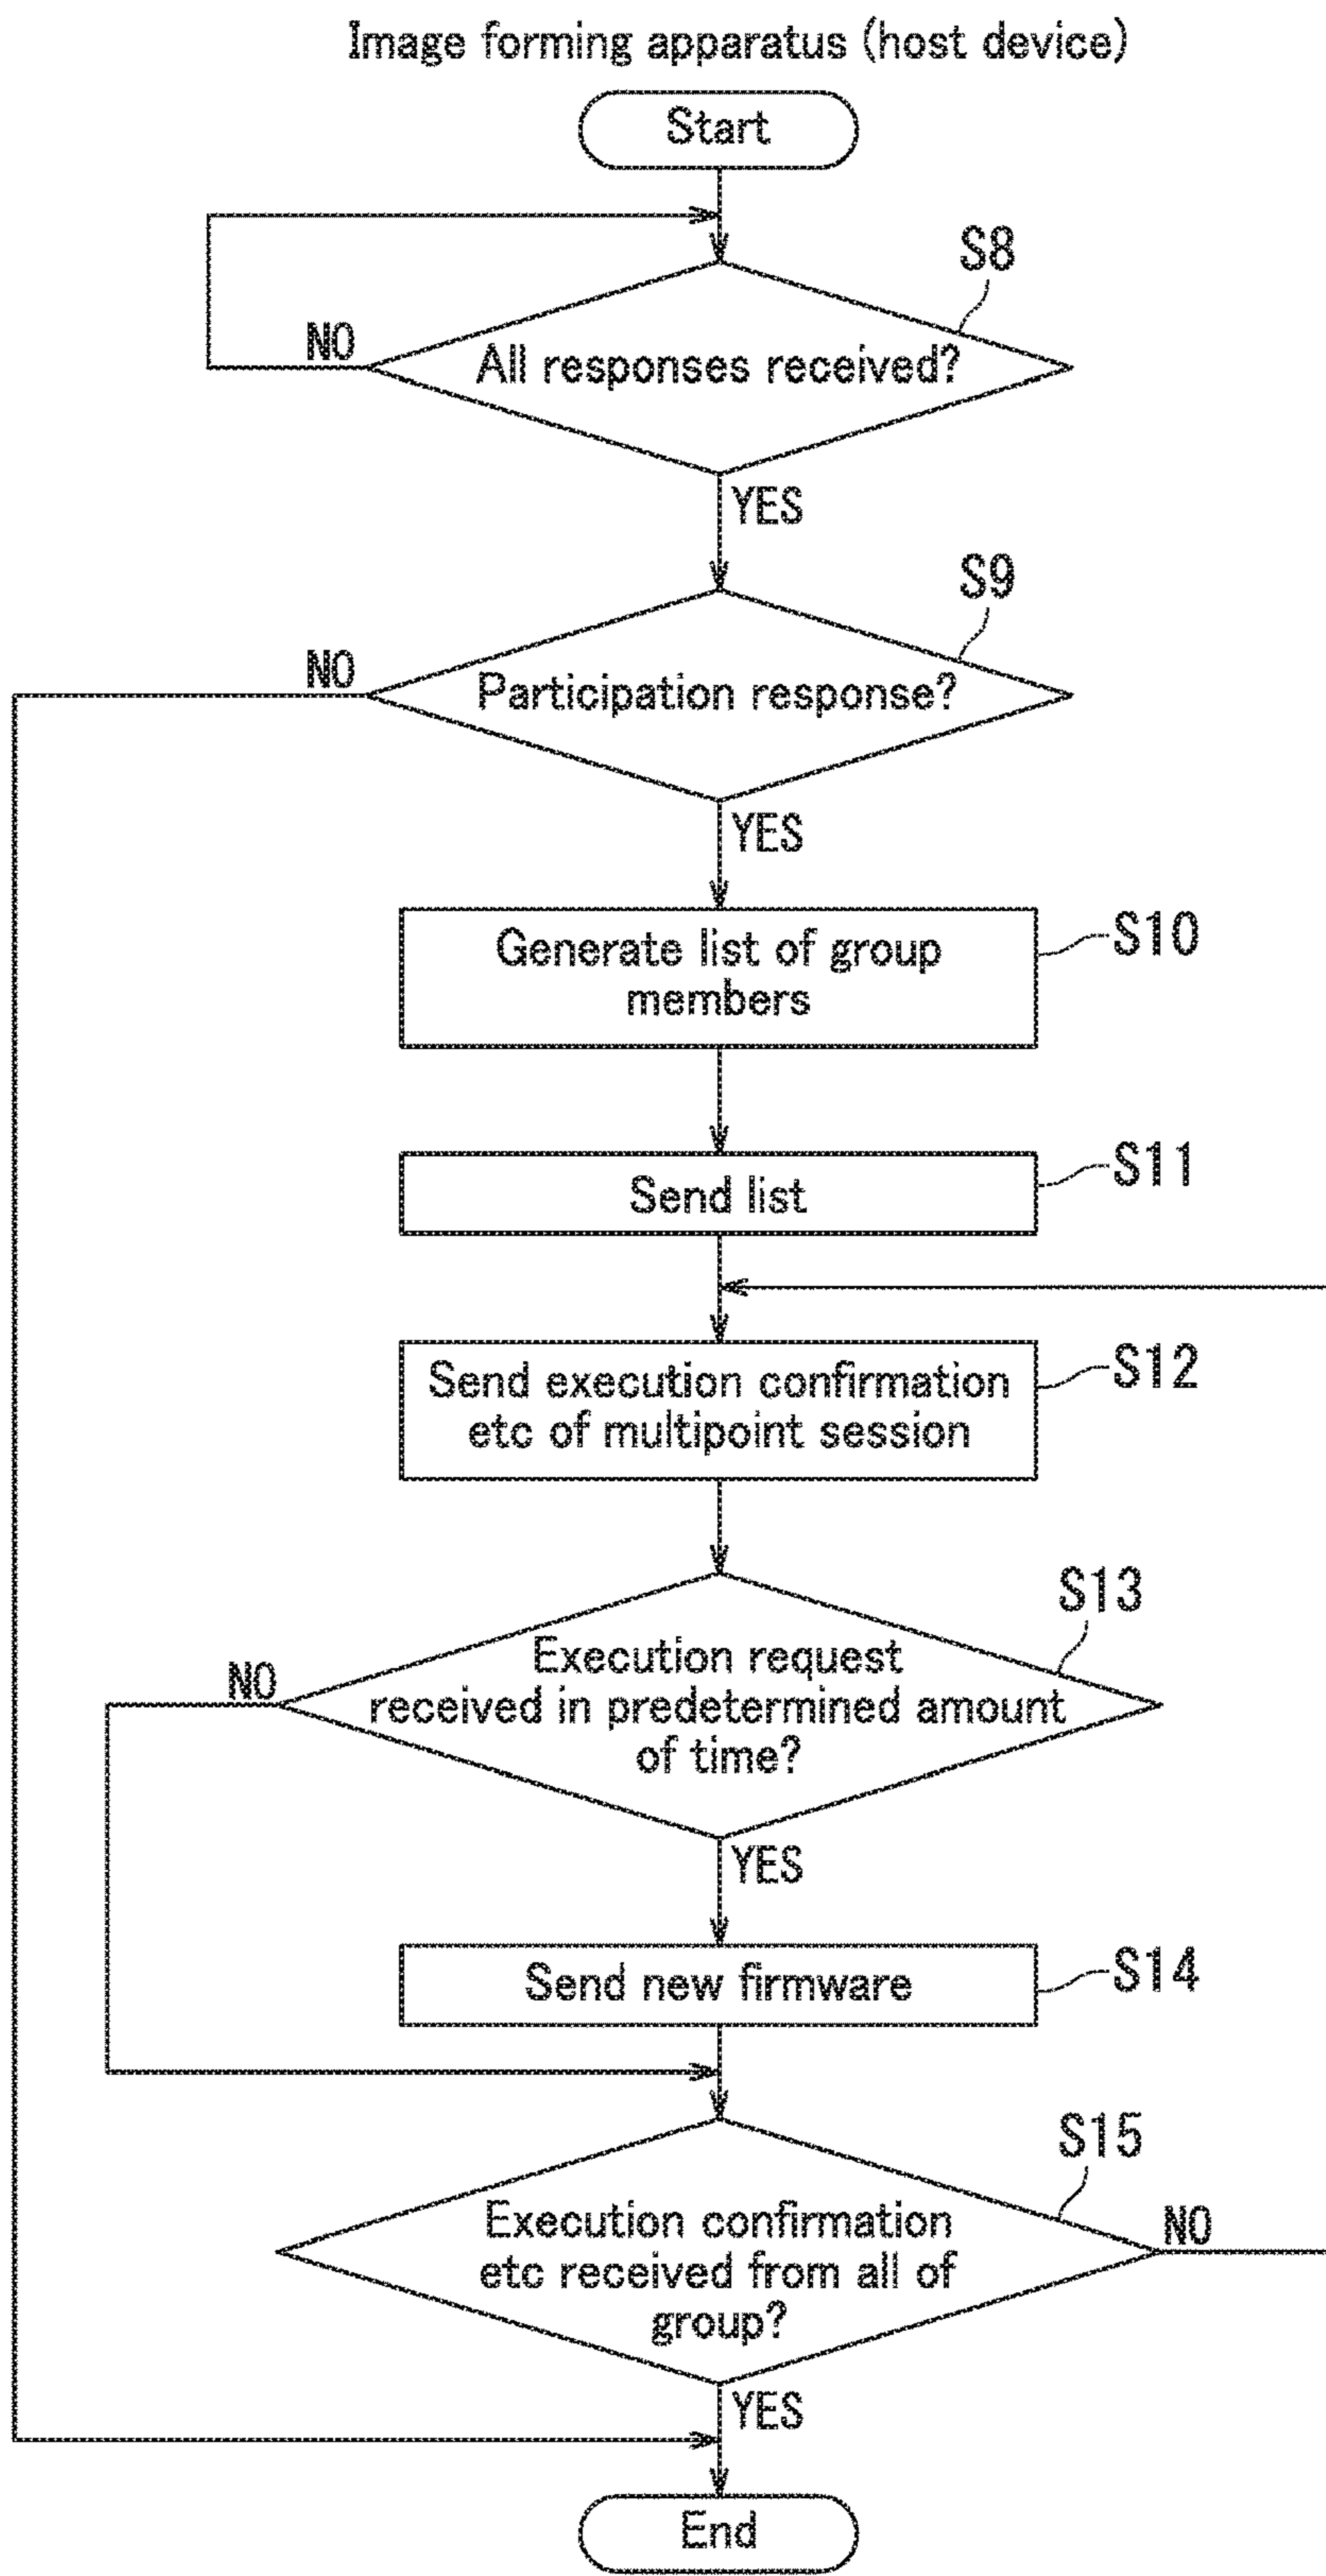 Image forming apparatus (host device)
Start
S8
NO
All responses received?
YES
S9
NO
Participation response?
YES
Generate list of group
members
S10
Send list
S11
Send execution confirmation
etc of multipoint session
S12
S13
NO
Execution request
received in predetermined amount
of time?
YES
Send new firmware
S14
S15
Execution confirmation
etc received from all of
group?
NO
YES
End